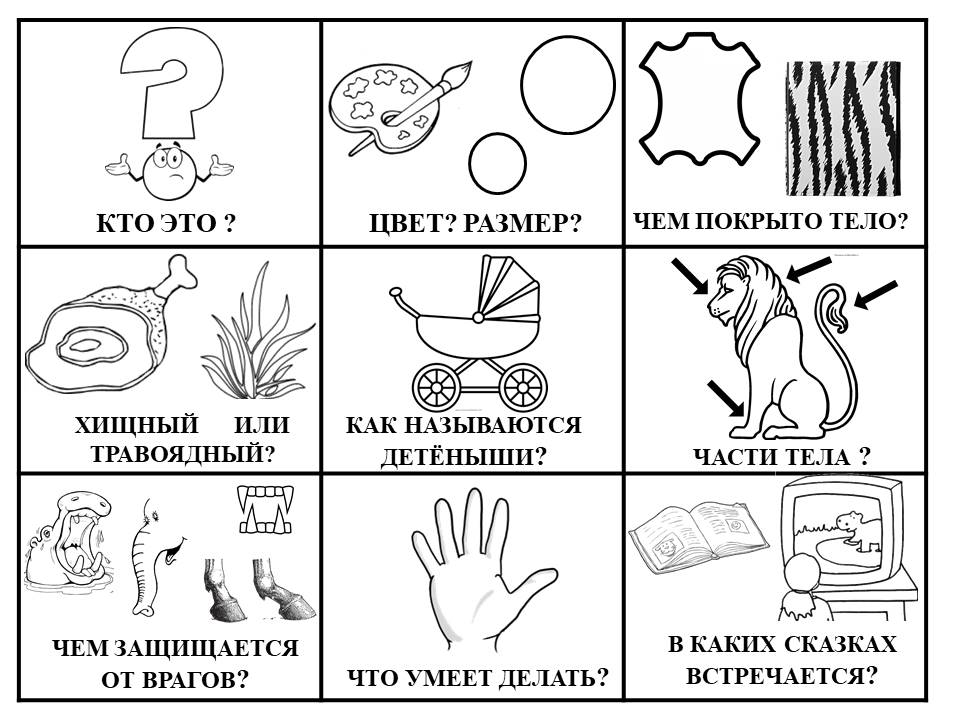 КТО ЭТО ?
ЦВЕТ? РАЗМЕР?
ЧЕМ ПОКРЫТО ТЕЛО?
ХИЩНЫЙ ИЛИ
ТРАВОЯДНЫЙ?
КАК НАЗЫВАЮТСЯ
ДЕТЁНЫШИ?
ЧАСТИ ТЕЛА ?
ЧЕМ ЗАЩИЩАЕТСЯ
ОТ ВРАГОВ?
ЧТО УМЕЕТ ДЕЛАТЬ?
В КАКИХ СКАЗКАХ
ВСТРЕЧАЕТСЯ?